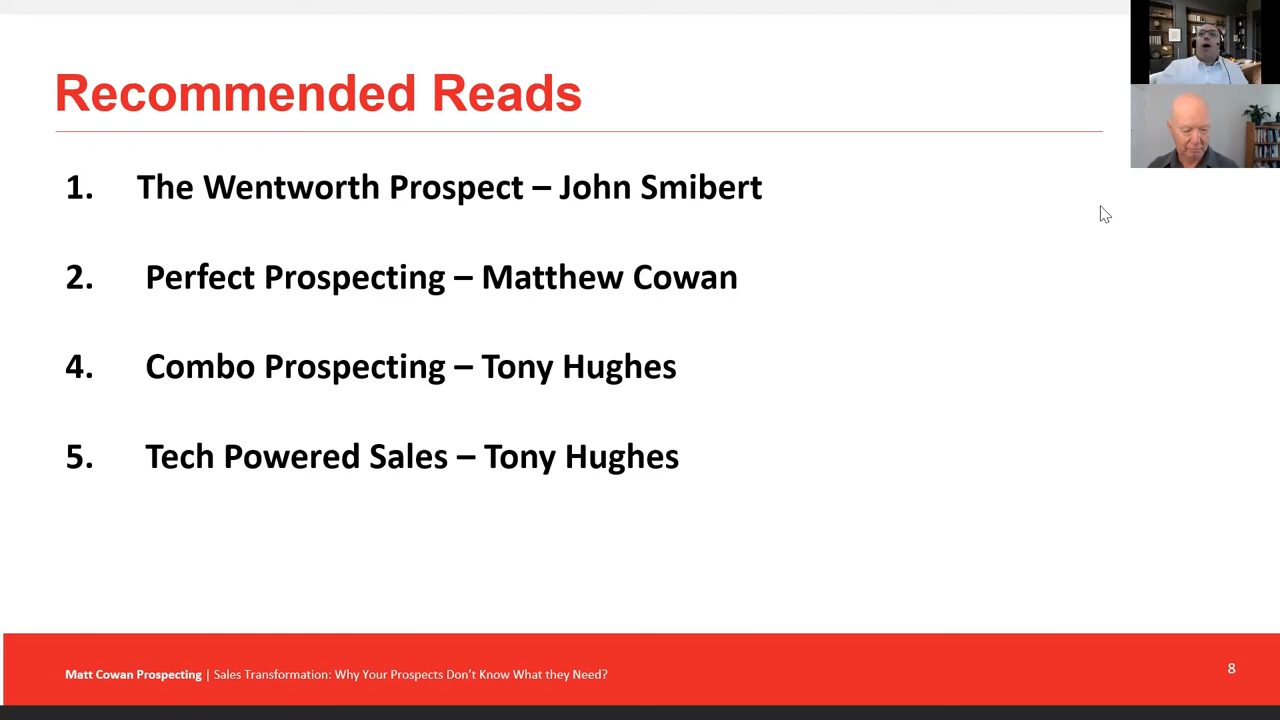 Recommended Reads
1. The Wentworth Prospect – John Smibert
2. Perfect Prospecting – Matthew Cowan
4. Combo Prospecting – Tony Hughes
5. Tech Powered Sales – Tony Hughes
Matt Cowan Prospecting | Sales Transformation: Why Your Prospects Don’t Know What they Need?
8